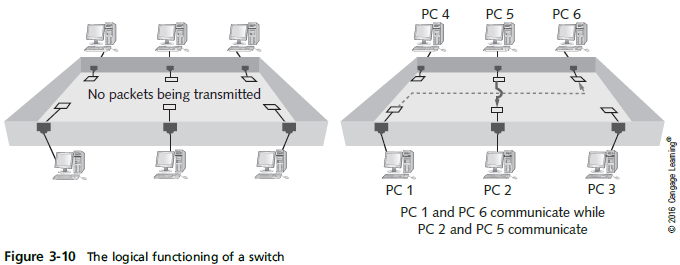 PC 4 PC 5 PC 6
No packets being transmitted
PC 1 PC 2 PC 3
PC 1 and PC 6 communicate while
PC 2 and PC 5 communicate
© 2016 Cengage Learning®
Figure 3-10 The logical functioning of a switch